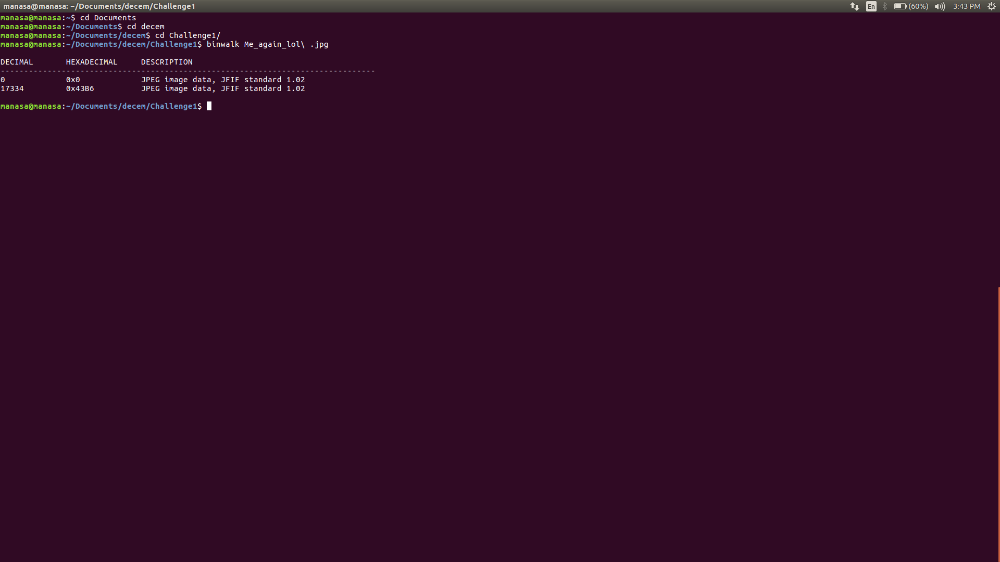 manasa@manasa: ~/Documents/decem/Challenge1 En (60%) 3:43 PM
manasa@manasa:~$ cd Documents
manasa@manasa:~/Documents$ cd decem
manasa@manasa:~/Documents/decem$ cd Challenge1/
manasa@manasa:~/Documents/decem/Challenge1$ binwalk Me_again_lol\ .jpg
DECIMAL       HEXADECIMAL     DESCRIPTION
--------------------------------------------------------------------------------
0             0x0             JPEG image data, JFIF standard 1.02
17334         0x43B6          JPEG image data, JFIF standard 1.02
manasa@manasa:~/Documents/decem/Challenge1$